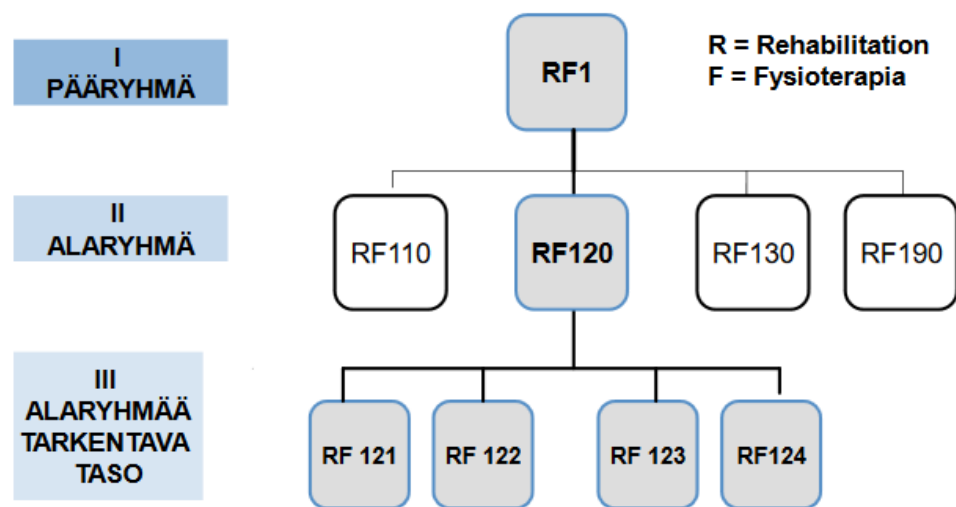 I
PÄÄRYHMÄ
RF1
R = Rehabilitation
F = Fysioterapia
II
ALARYHMÄ
RF110
RF120
RF130
RF190
III
ALARYHMÄÄ
TARKENTAVA
TASO
RF 121
RF 122
RF 123
RF124